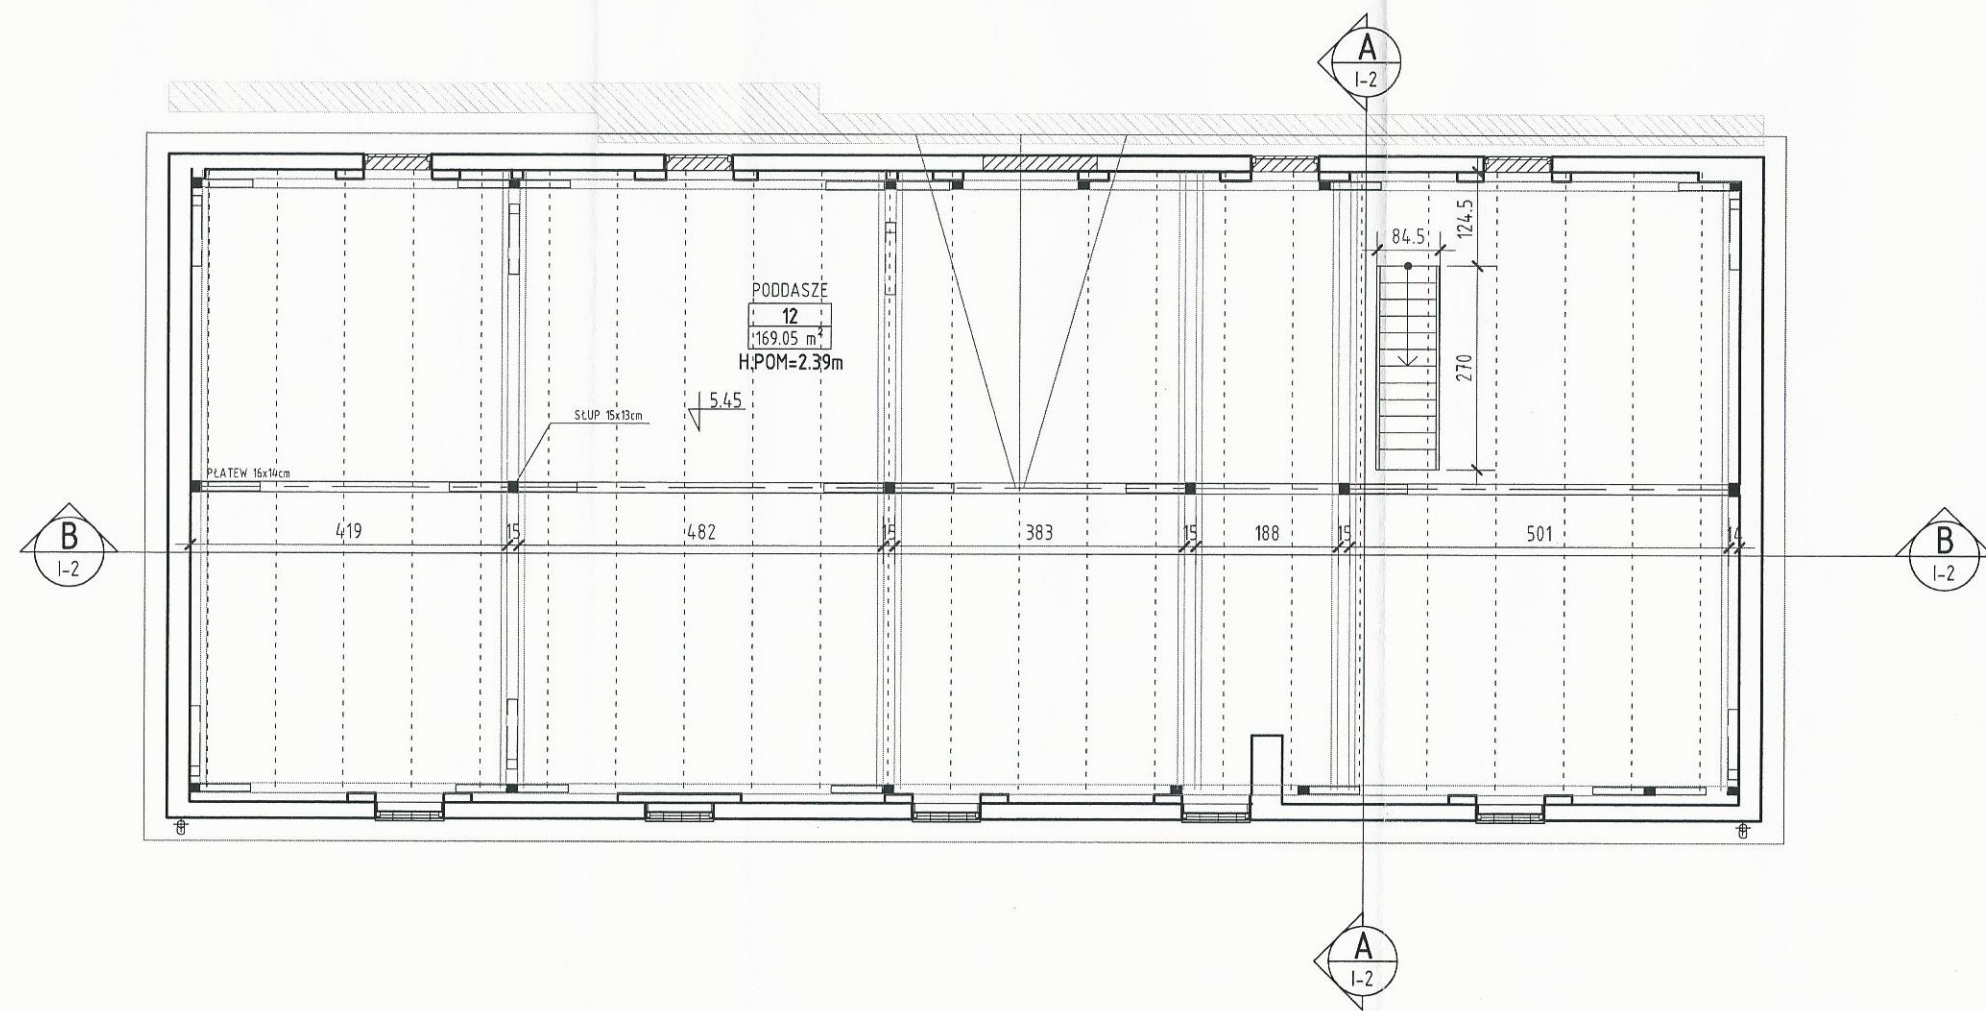 A
I-2
84.5
124.5
PODDASZE
12
169.05 m²
H.POM=2.39m
270
5.45
SŁUP 15x13cm
PŁATEW 16x14cm
B
I-2
419
15
482
15
383
15
188
15
501
14
B
I-2
A
I-2